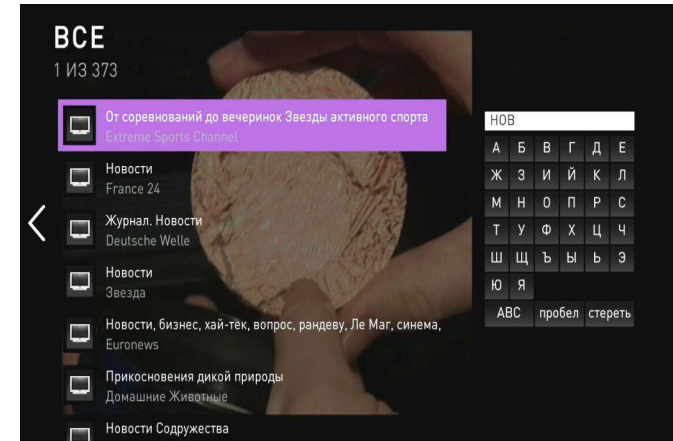 ВСЕ
1 ИЗ 373
От соревнований до вечеринок Звезды активного спорта
Extreme Sports Channel
Новости
France 24
Журнал. Новости
Deutsche Welle
Новости
Звезда
Новости, бизнес, хай-тек, вопрос, рандеву, Ле Маг, синема,
Euronews
Прикосновения дикой природы
Домашние Животные
Новости Содружества
НОВ
А Б В Г Д Е
Ж З И Й К Л
М Н О П Р С
Т У Ф Х Ц Ч
Ш Щ Ъ Ы Ь Э
Ю Я
ABC пробел стереть